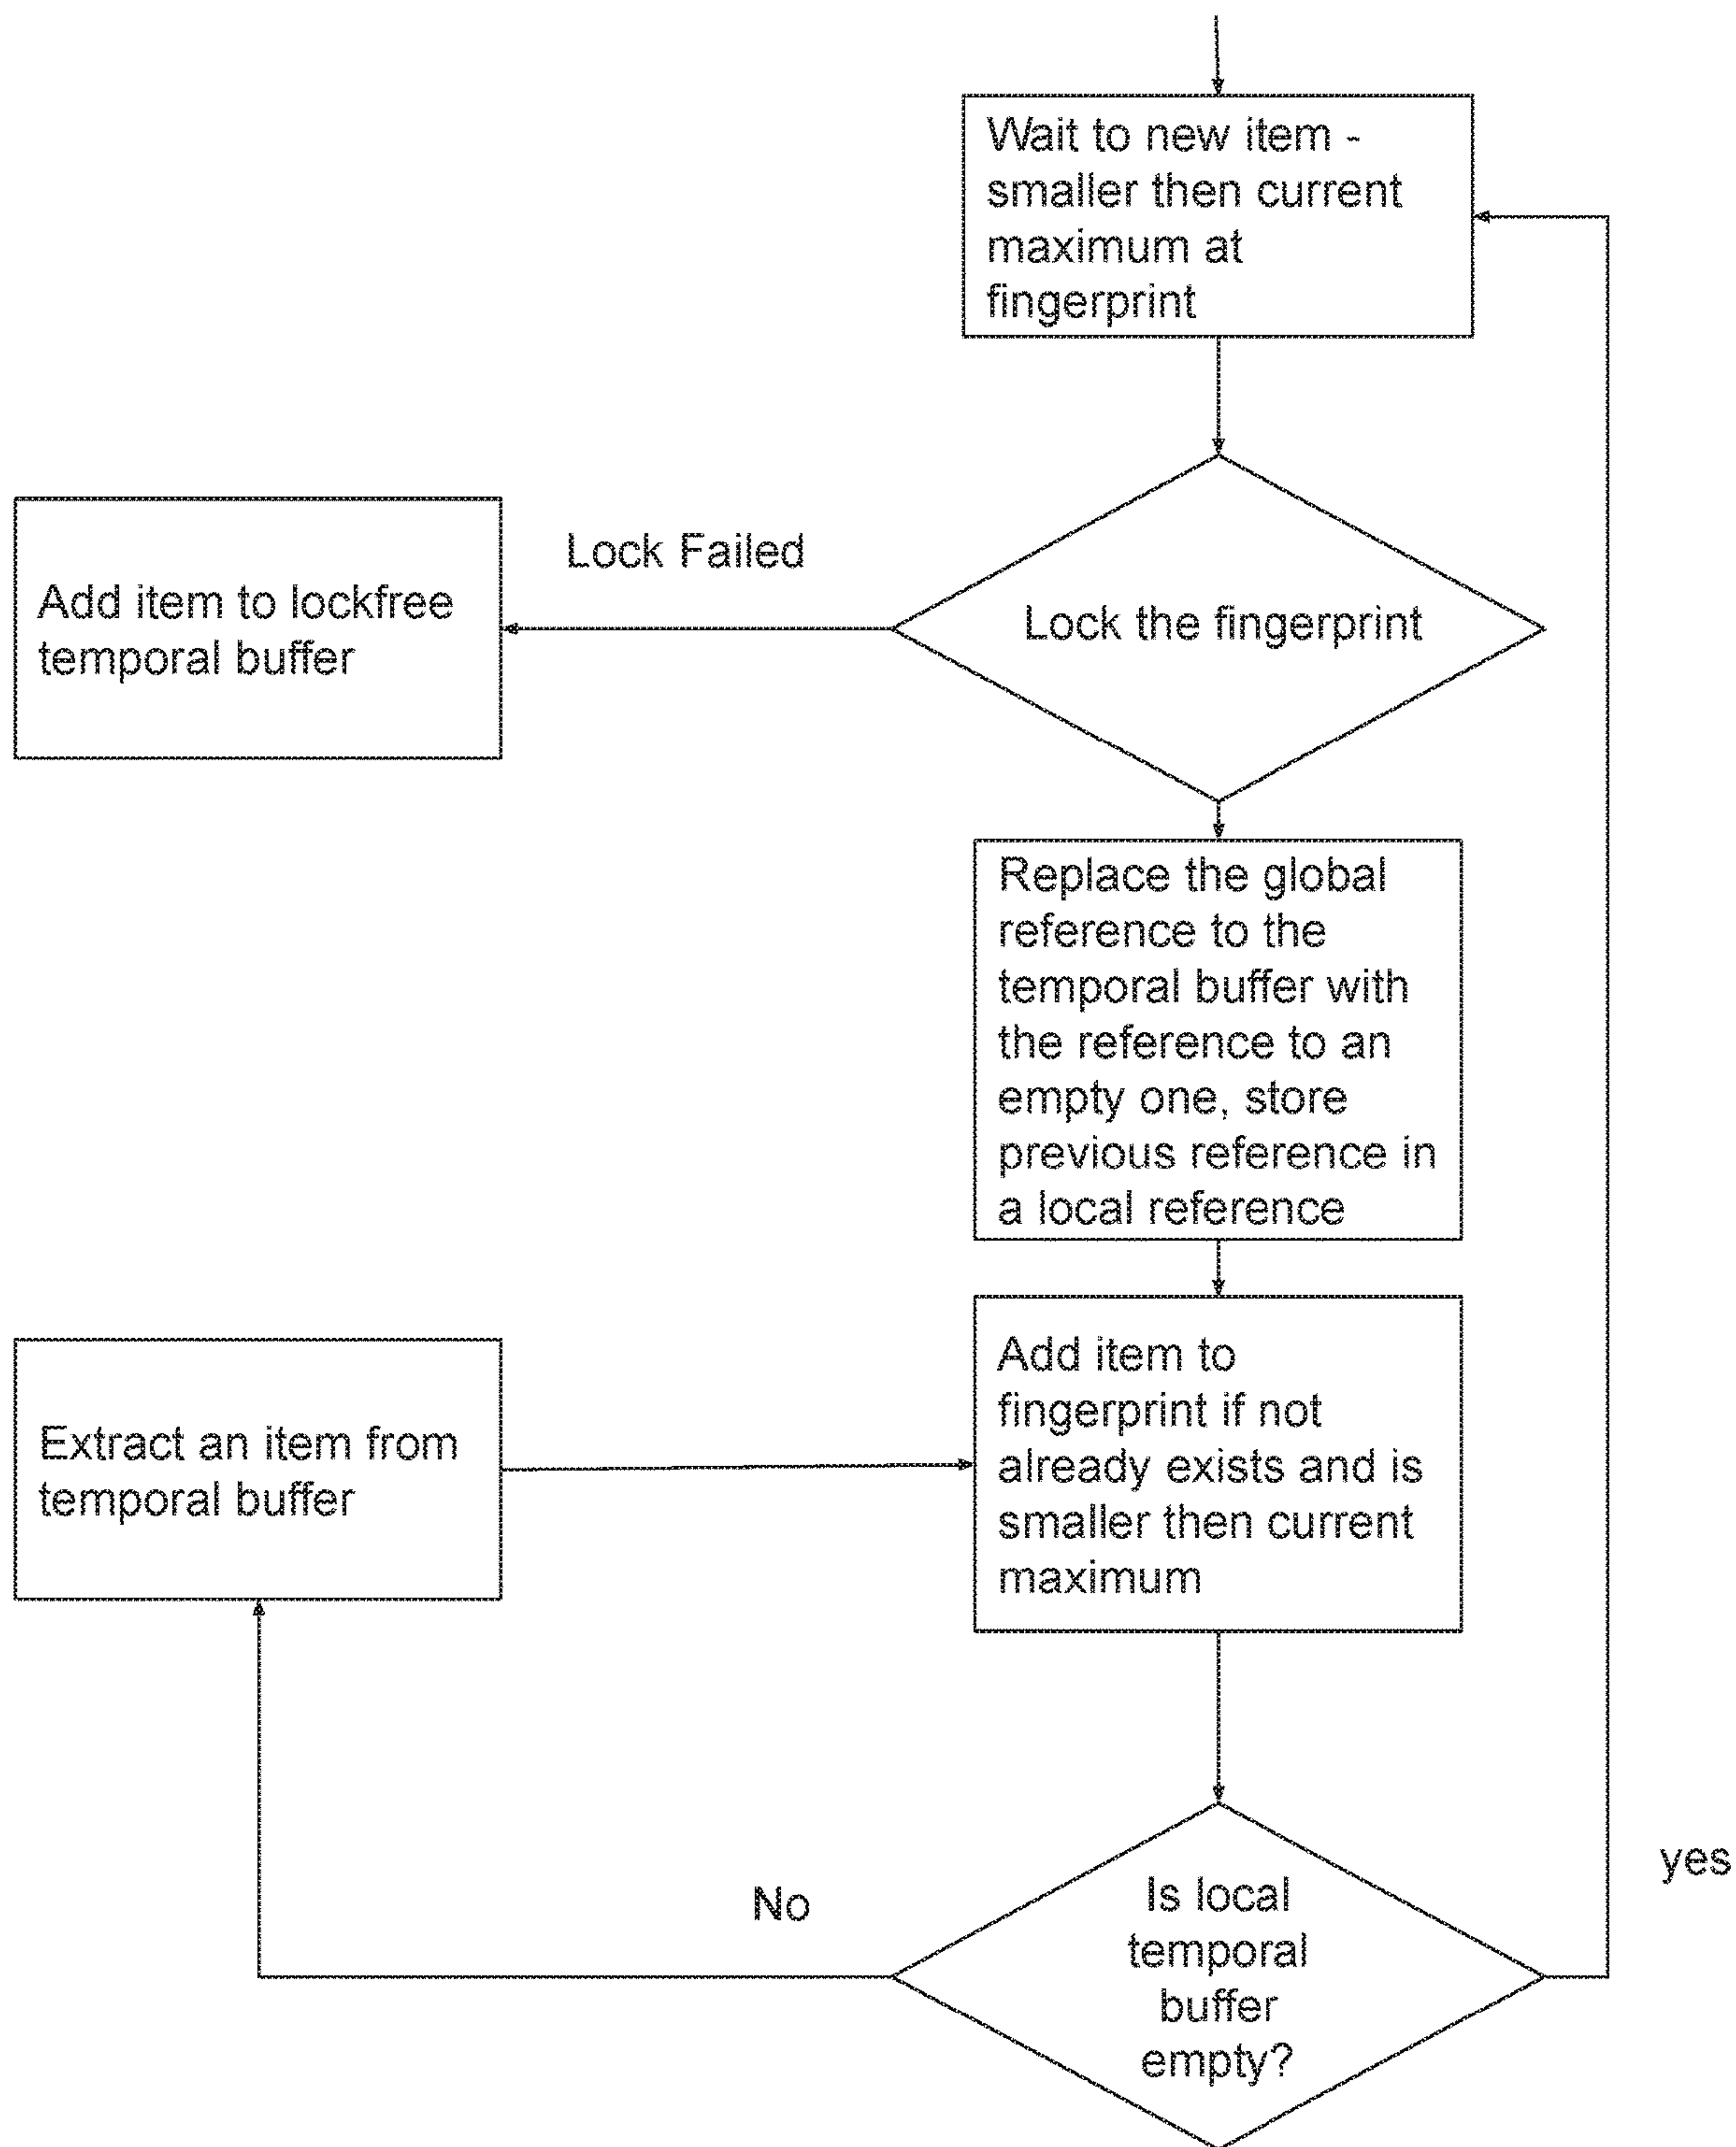 Wait to new item -
smaller then current
maximum at
fingerprint
Lock Failed
Add item to lockfree
temporal buffer
Lock the fingerprint
Replace the global
reference to the
temporal buffer with
the reference to an
empty one, store
previous reference in
a local reference
Add item to
fingerprint if not
already exists and is
smaller then current
maximum
Extract an item from
temporal buffer
yes
No
Is local
temporal
buffer
empty?